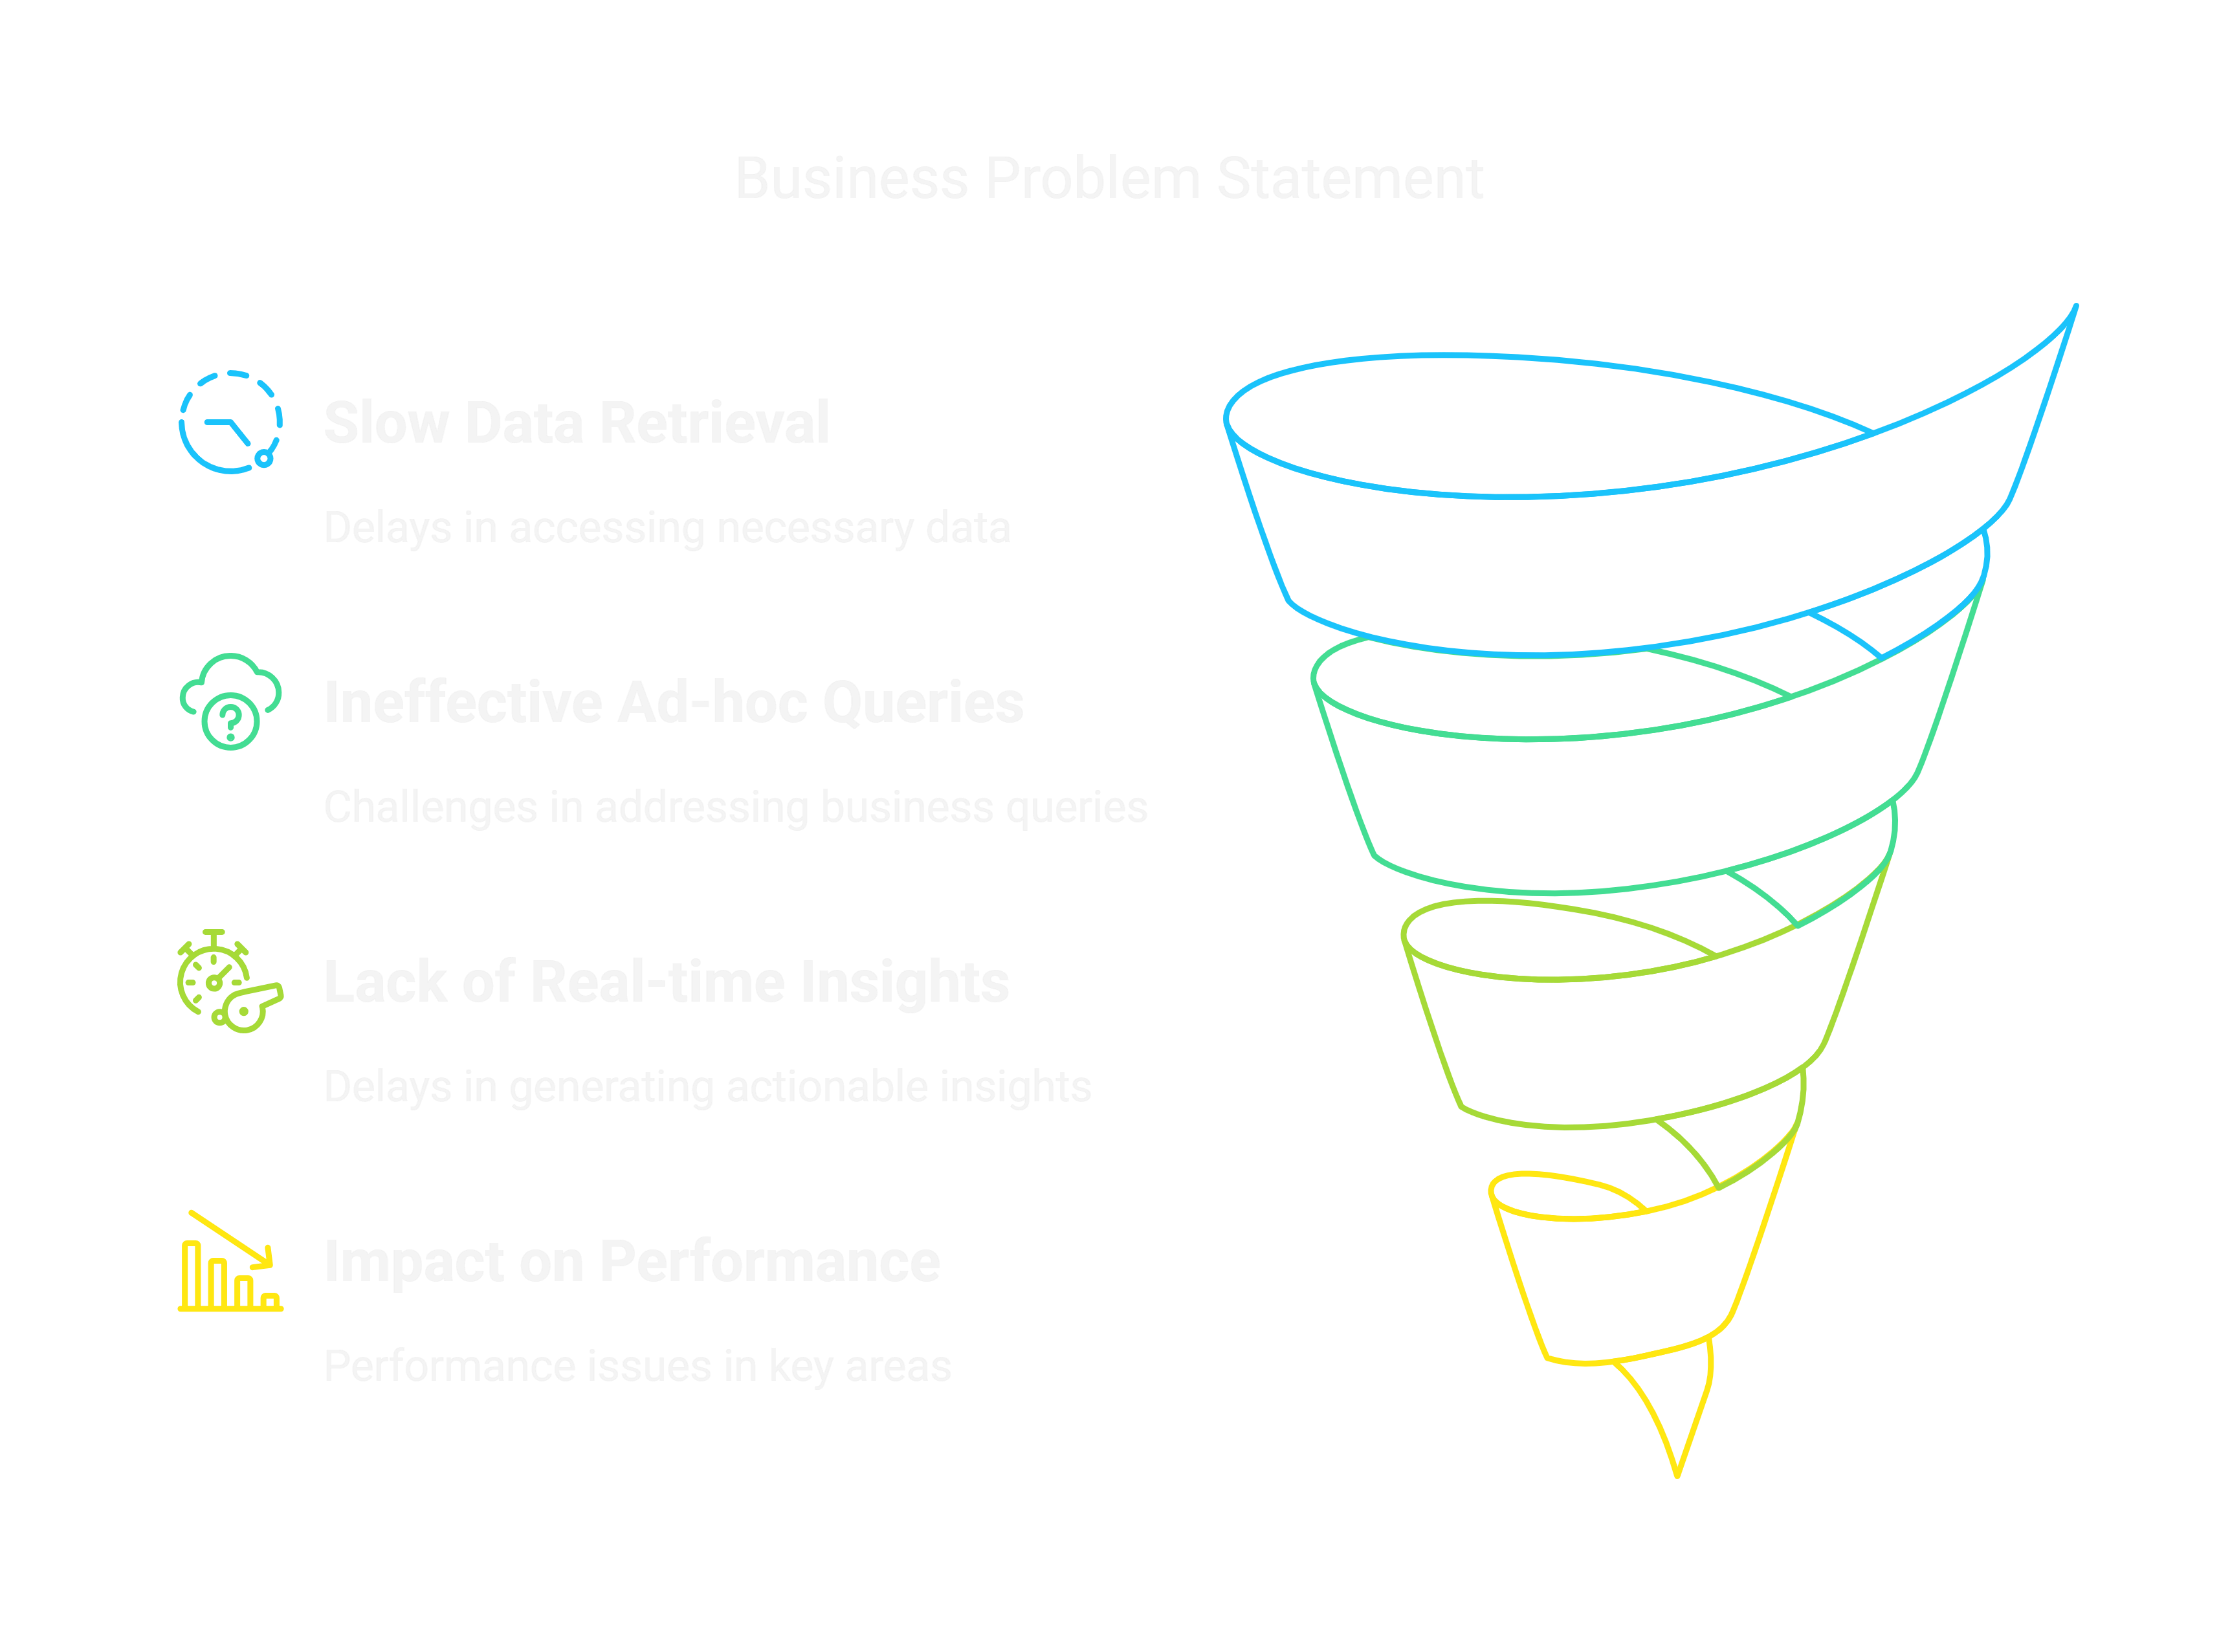 Business Problem Statement
Slow Data Retrieval
Delays in accessing necessary data
Ineffective Ad-hoc Queries
Challenges in addressing business queries
Lack of Real-time Insights
Delays in generating actionable insights
Impact on Performance
Performance issues in key areas